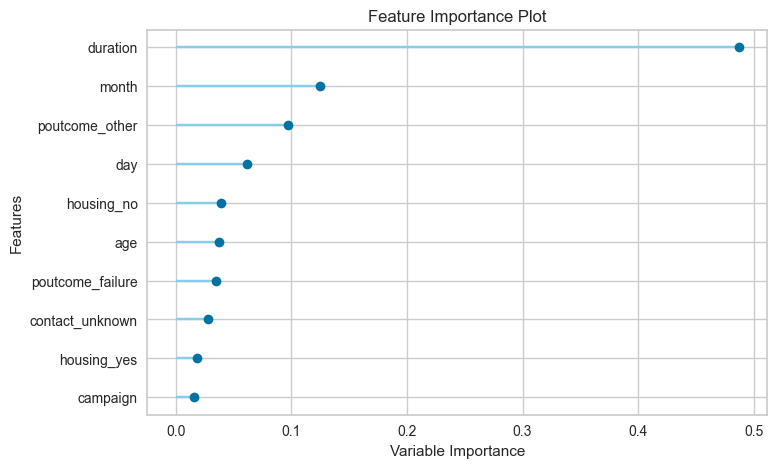 Feature Importance Plot
Features
duration
month
poutcome_other
day
housing_no
age
poutcome_failure
contact_unknown
housing_yes
campaign
0.0 0.1 0.2 0.3 0.4 0.5
Variable Importance